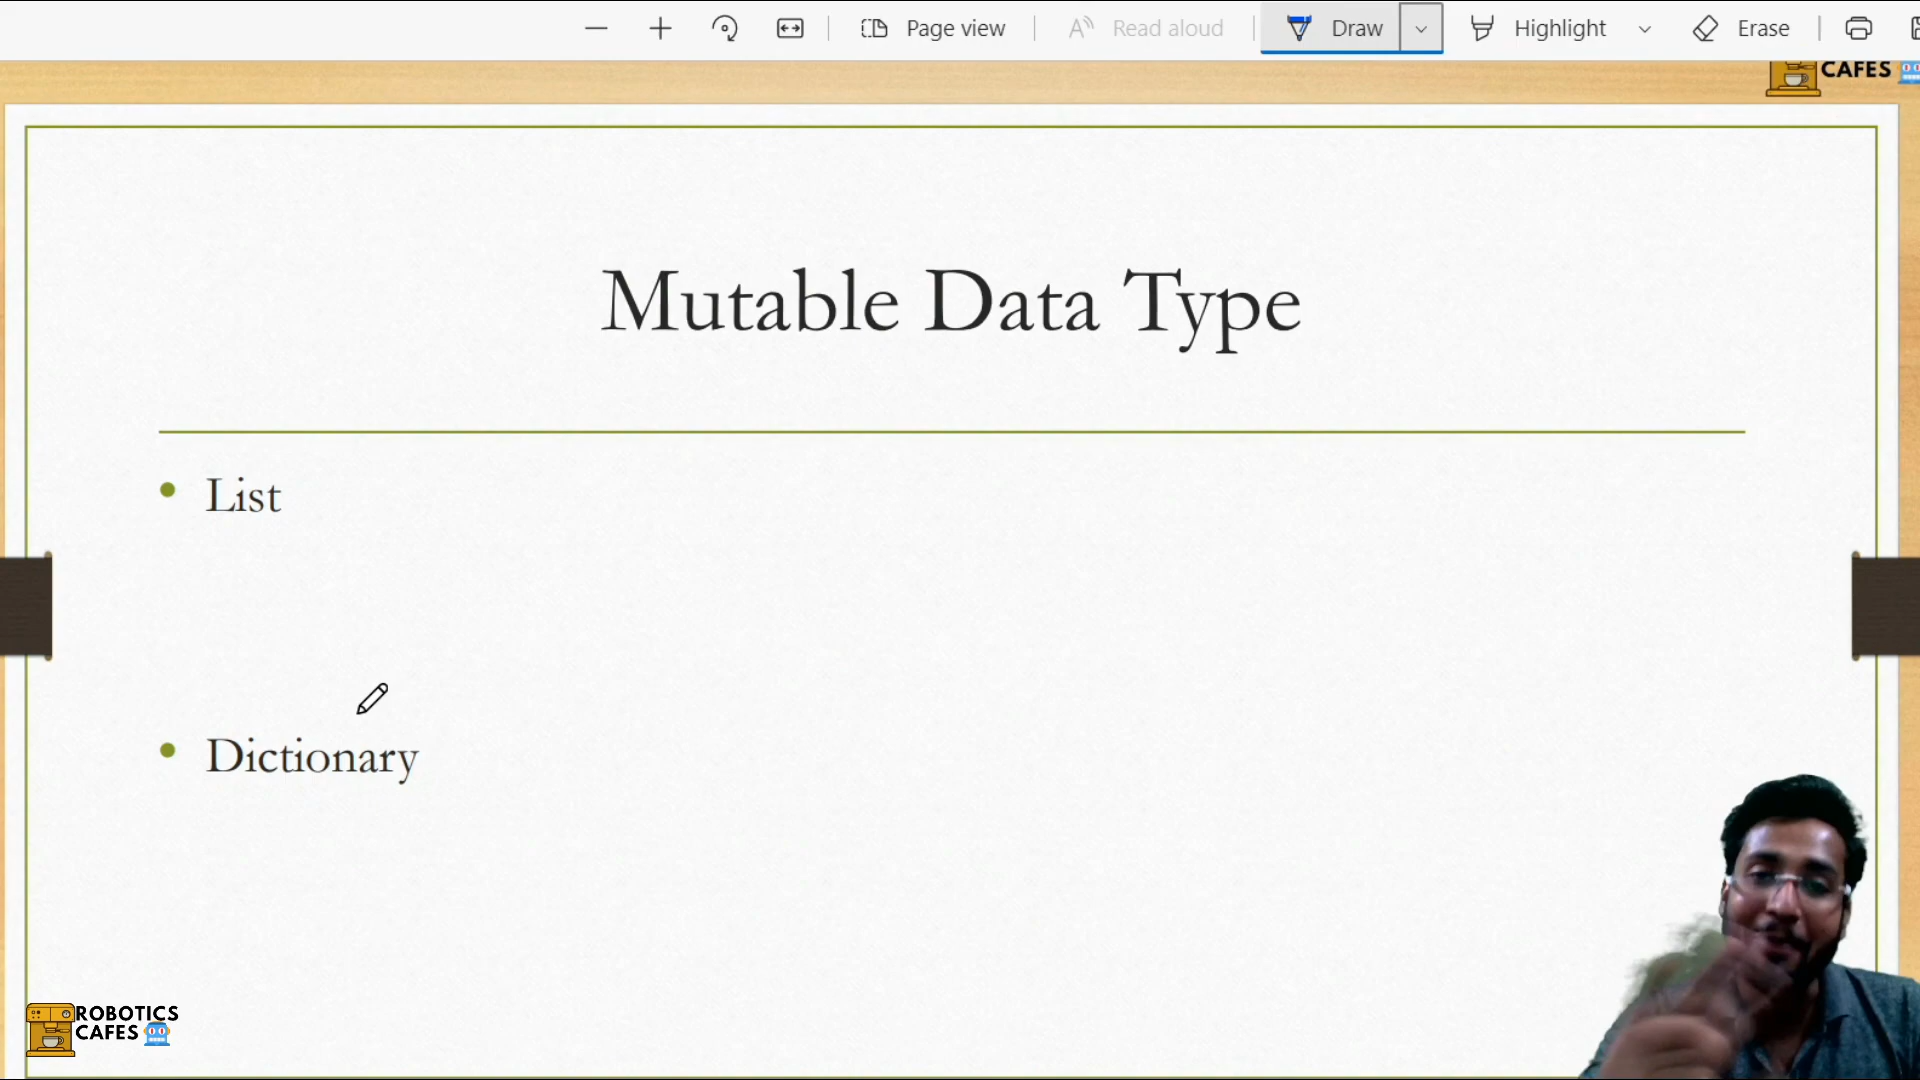 Page view
Read aloud
Draw
Highlight
Erase
CAFES
Mutable Data Type
List
Dictionary
ROBOTICS
CAFES